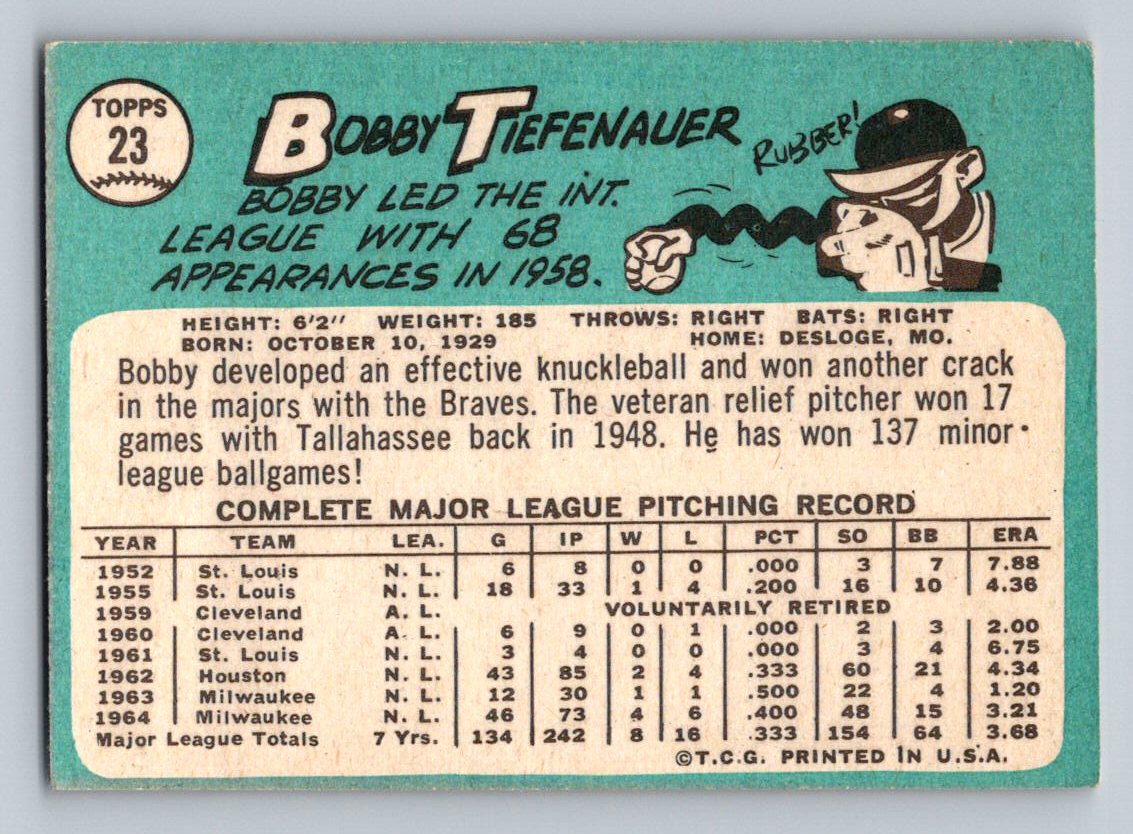 TOPPS
23
BOBBY TIEFENAUER
RUBBER!
BOBBY LED THE INT.
LEAGUE WITH 68
APPEARANCES IN 1958.
HEIGHT: 6'2" WEIGHT: 185 THROWS: RIGHT BATS: RIGHT
BORN: OCTOBER 10, 1929 HOME: DESLOGE, MO.
Bobby developed an effective knuckleball and won another crack
in the majors with the Braves. The veteran relief pitcher won 17
games with Tallahassee back in 1948. He has won 137 minor-
league ballgames!
COMPLETE MAJOR LEAGUE PITCHING RECORD
YEAR TEAM LEA. G IP W L PCT SO BB ERA
1952 St. Louis N. L. 6 8 0 0 .000 3 7 7.88
1955 St. Louis N. L. 18 33 1 4 .200 16 10 4.36
1959 Cleveland A. L. VOLUNTARILY RETIRED
1960 Cleveland A. L. 6 9 0 1 .000 2 3 2.00
1961 St. Louis N. L. 3 4 0 0 .000 3 4 6.75
1962 Houston N. L. 43 85 2 4 .333 60 21 4.34
1963 Milwaukee N. L. 12 30 1 1 .500 22 4 1.20
1964 Milwaukee N. L. 46 73 4 6 .400 48 15 3.21
Major League Totals 7 Yrs. 134 242 8 16 .333 154 64 3.68
©T.C.G. PRINTED IN U.S.A.